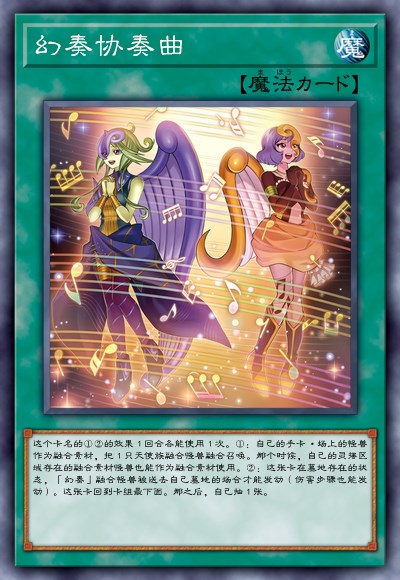 幻奏协奏曲
魔
【魔法カード】
ま ほう
这个卡名的①②的效果1回合各能使用1次。①：自己的手卡·场上的怪兽
作为融合素材，把1只天使族融合怪兽融合召唤。那个时候，自己的灵摆区
域存在的融合素材怪兽也能作为融合素材使用。②：这张卡在墓地存在的状
态，「幻奏」融合怪兽被送去自己墓地的场合才能发动（伤害步骤也能发
动）。这张卡回到卡组最下面。那之后，自己抽1张。